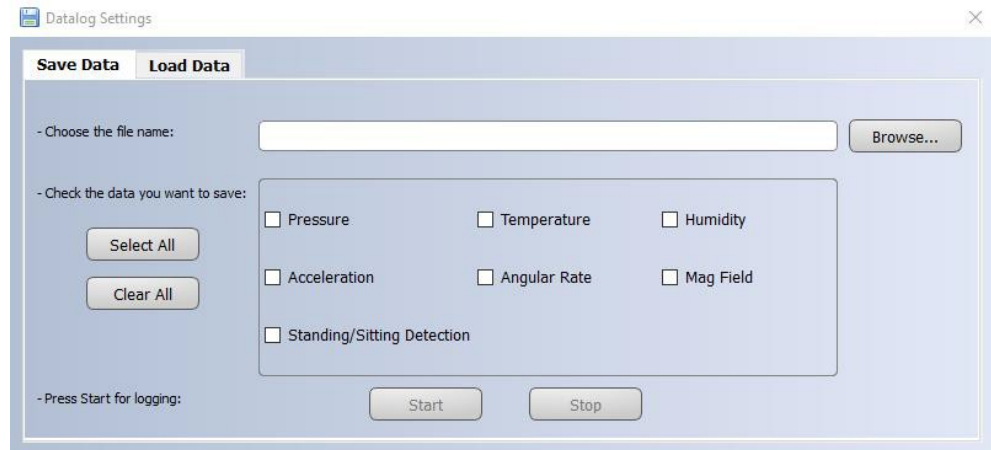 Datalog Settings
Save Data Load Data
- Choose the file name: Browse...
- Check the data you want to save:
Pressure Temperature Humidity
Select All
Acceleration Angular Rate Mag Field
Clear All
Standing/Sitting Detection
- Press Start for logging: Start Stop